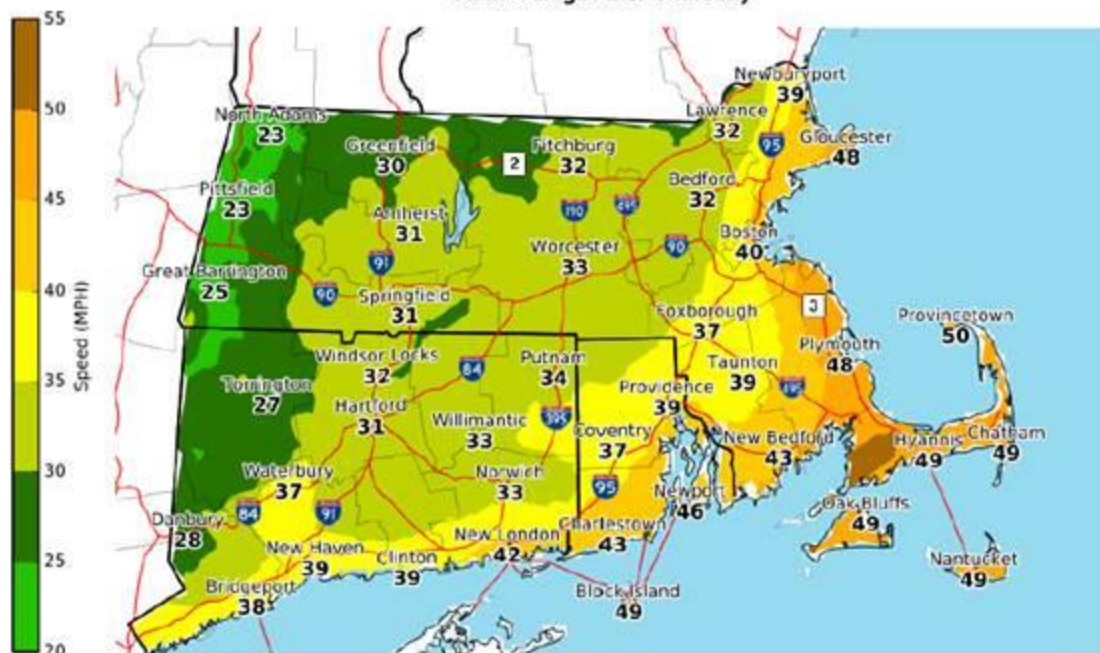 55
50
45
40
35
30
25
20
Speed (MPH)
Newburyport
39
North Adams
23
Lawrence
32
Gloucester
48
95
Greenfield
30
2
Fitchburg
32
Bedford
32
Pittsfield
23
Amherst
31
190
495
Boston
40
Worcester
33
90
91
Great Barrington
25
90
Springfield
31
Foxborough
37
3
Provincetown
50
Plymouth
48
Windsor Locks
32
84
Putnam
34
Taunton
39
195
Torrington
27
Providence
39
Hartford
31
Willimantic
33
395
Coventry
37
New Bedford
43
Hyannis
49
Chatham
49
Waterbury
37
Norwich
33
95
Newport
46
Oak Bluffs
49
Danbury
28
84
91
New London
42
Charlestown
43
New Haven
39
Clinton
39
Nantucket
49
Bridgeport
38
Block Island
49